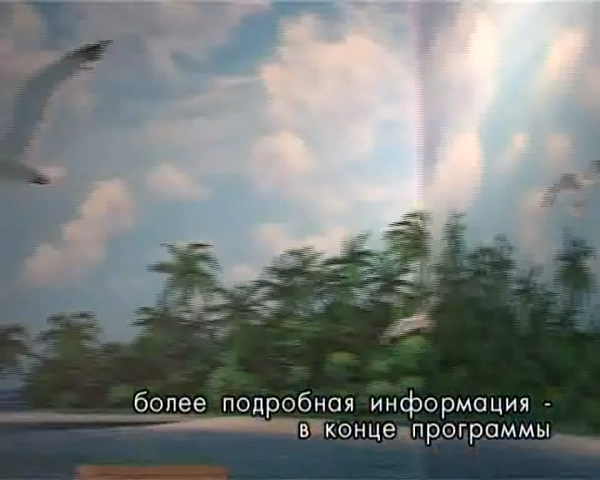 более подробная информация -
в конце программы